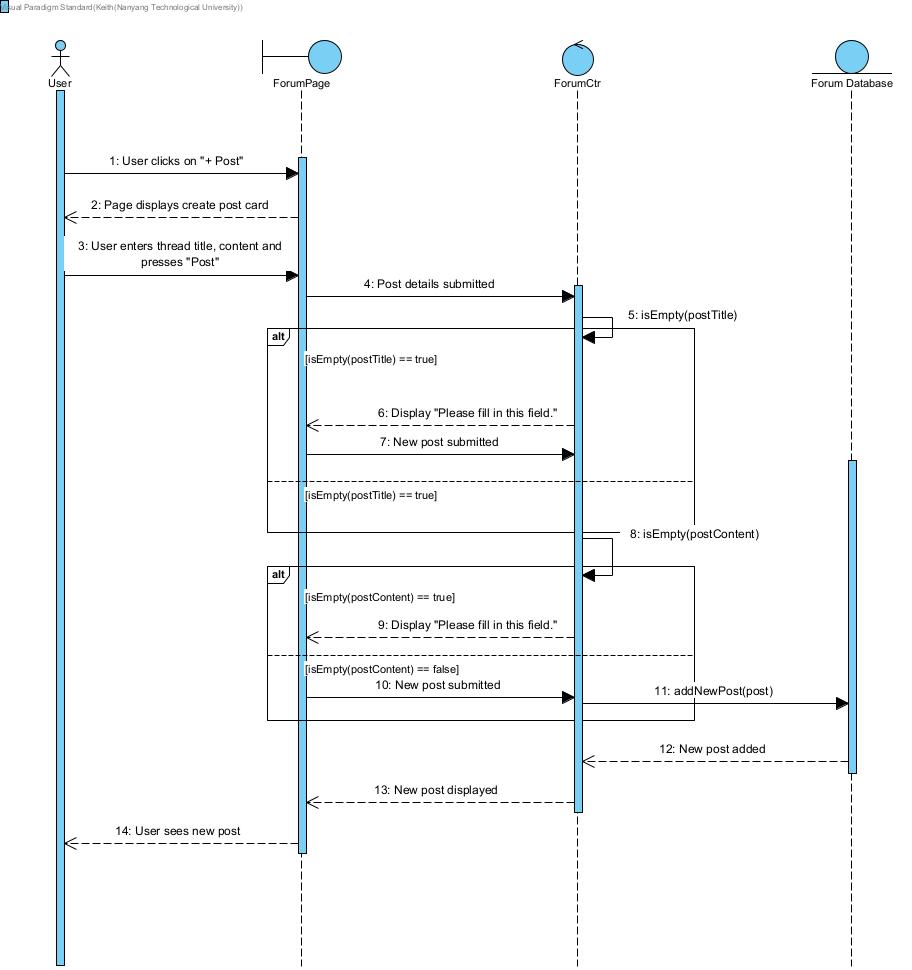 Visual Paradigm Standard(Keith(Nanyang Technological University))
User
ForumPage
ForumCtr
Forum Database
1: User clicks on "+ Post"
2: Page displays create post card
3: User enters thread title, content and
presses "Post"
4: Post details submitted
5: isEmpty(postTitle)
alt
[isEmpty(postTitle) == true]
6: Display "Please fill in this field."
7: New post submitted
[isEmpty(postTitle) == true]
8: isEmpty(postContent)
alt
[isEmpty(postContent) == true]
9: Display "Please fill in this field."
[isEmpty(postContent) == false]
10: New post submitted
11: addNewPost(post)
12: New post added
13: New post displayed
14: User sees new post